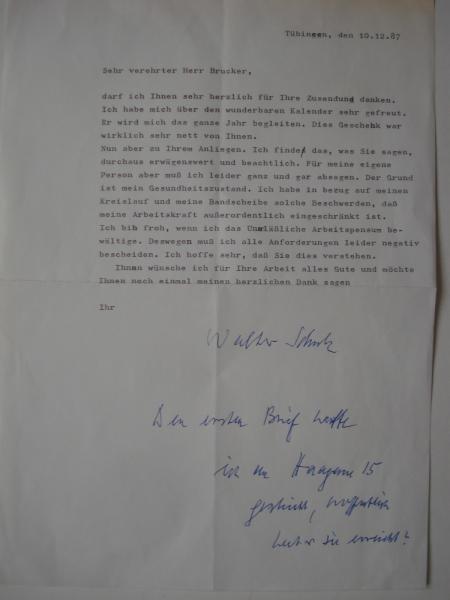 Tübingen, den 10.12.87
Sehr verehrter Herr Brucker,
darf ich Ihnen sehr herzlich für Ihre Zusendung danken.
Ich habe mich über den wunderbaren Kalender sehr gefreut.
Er wird mich das ganze Jahr begleiten. Dies Geschenk war
wirklich sehr nett von Ihnen.
Nun aber zu Ihrem Anliegen. Ich finde das, was Sie sagen,
durchaus erwägenswert und beachtlich. Für meine eigene
Person aber muß ich leider ganz und gar absagen. Der Grund
ist mein Gesundheitszustand. Ich habe in bezug auf meinen
Kreislauf und meine Bandscheibe solche Beschwerden, daß
meine Arbeitskraft außerordentlich eingeschränkt ist.
Ich bin froh, wenn ich das Unerläßliche Arbeitspensum be-
wältige. Deswegen muß ich alle Anforderungen leider negativ
bescheiden. Ich hoffe sehr, daß Sie dies verstehen.
Ihnen wünsche ich für Ihre Arbeit alles Gute und möchte
Ihnen noch einmal meinen herzlichen Dank sagen
Ihr
Walter Schulz
Den ersten Brief hatte
ich an 15
geschickt, hoffentlich
hat er Sie erreicht?